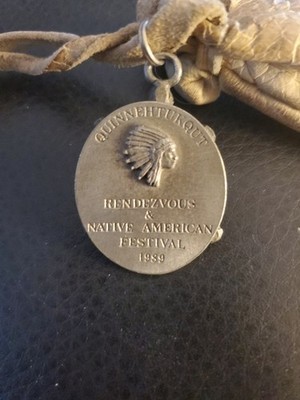 QUINNEHTUKQUT
RENDEZVOUS
&
NATIVE AMERICAN
FESTIVAL
1989